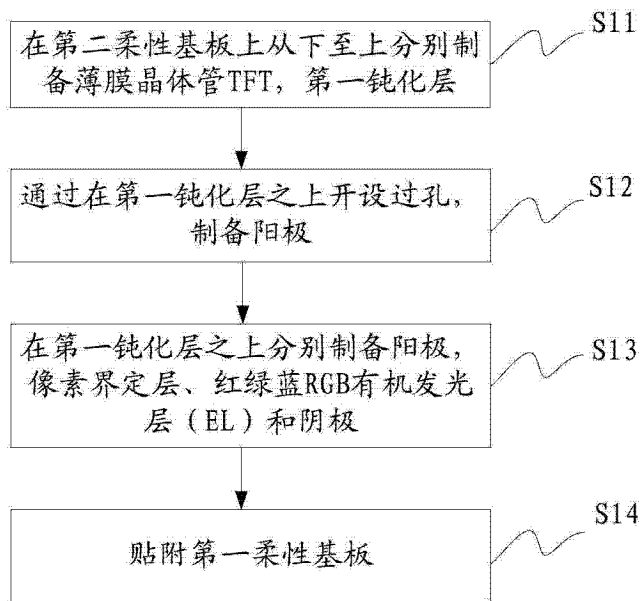 在第二柔性基板上从下至上分别制
备薄膜晶体管TFT，第一钝化层
S11
通过在第一钝化层之上开设过孔，
制备阳极
S12
在第一钝化层之上分别制备阳极，
像素界定层、红绿蓝RGB有机发光
层（EL）和阴极
S13
贴附第一柔性基板
S14